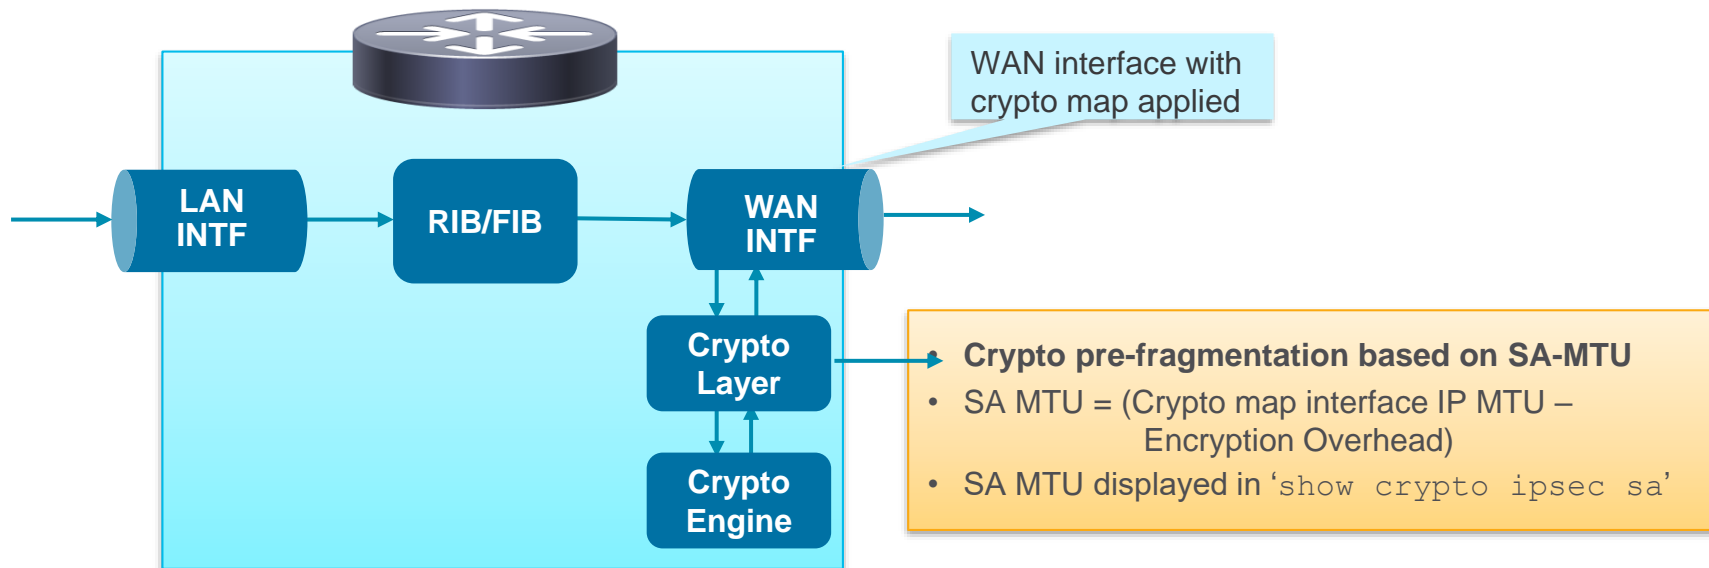 WAN interface with
crypto map applied
LAN
INTF
RIB/FIB
WAN
INTF
Crypto
Layer
Crypto
Engine
• Crypto pre-fragmentation based on SA-MTU
• SA MTU = (Crypto map interface IP MTU –
Encryption Overhead)
• SA MTU displayed in ‘show crypto ipsec sa’